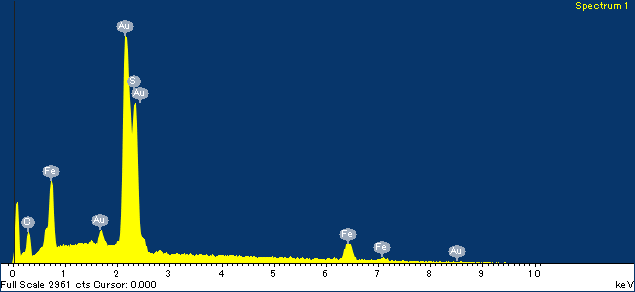 Spectrum 1
Au
S
Au
Fe
C
Au
Fe
Fe
Au
0 1 2 3 4 5 6 7 8 9 10
Full Scale 2961 cts Cursor: 0.000 keV